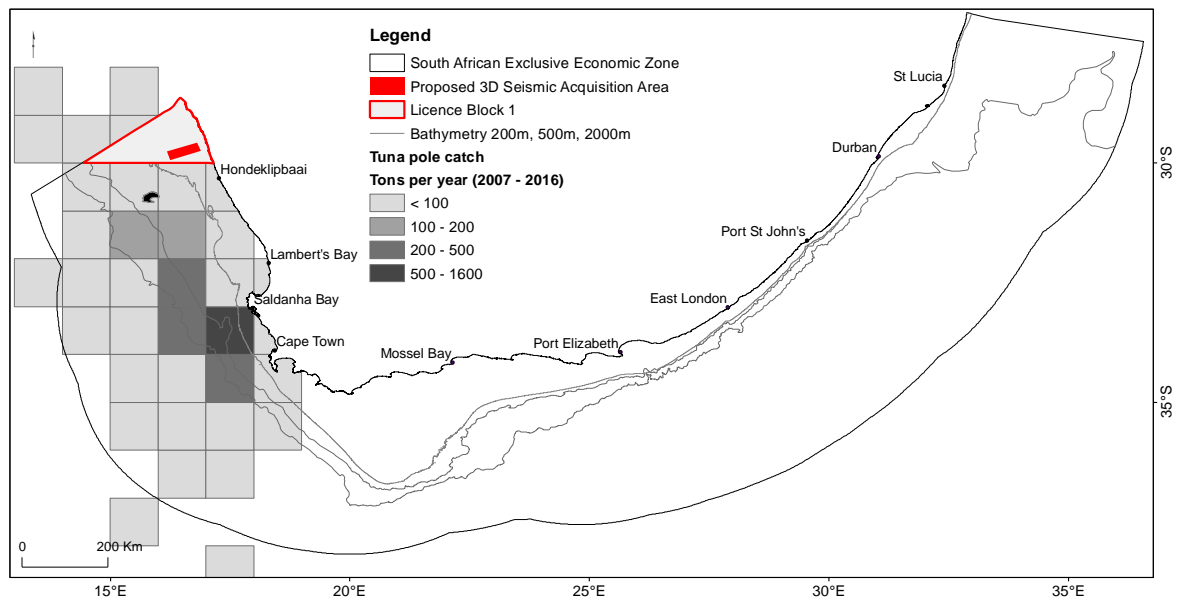 Legend
South African Exclusive Economic Zone
Proposed 3D Seismic Acquisition Area
Licence Block 1
Bathymetry 200m, 500m, 2000m
Tuna pole catch
Tons per year (2007 - 2016)
< 100
100 - 200
200 - 500
500 - 1600
St Lucia
Durban
Hondeklipbaai
Port St John's
Lambert's Bay
Saldanha Bay
East London
Cape Town
Mossel Bay
Port Elizabeth
30°S
35°S
0
200 Km
15°E
20°E
25°E
30°E
35°E